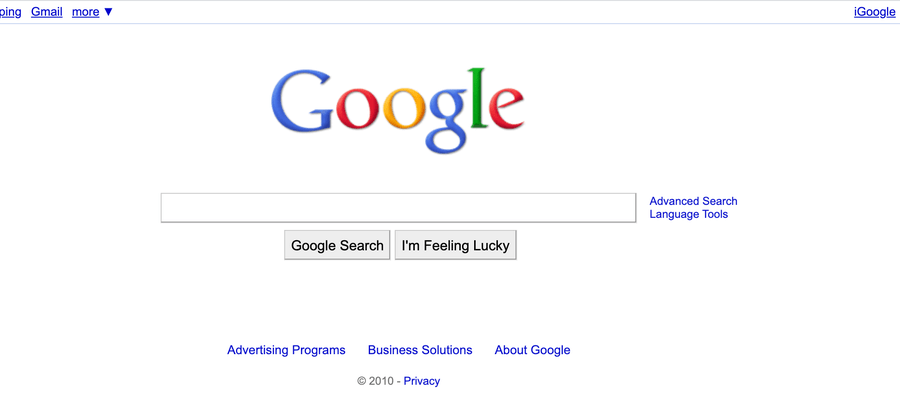 ping Gmail more ▼ iGoogle
Google
Advanced Search
Language Tools
Google Search I'm Feeling Lucky
Advertising Programs Business Solutions About Google
© 2010 - Privacy